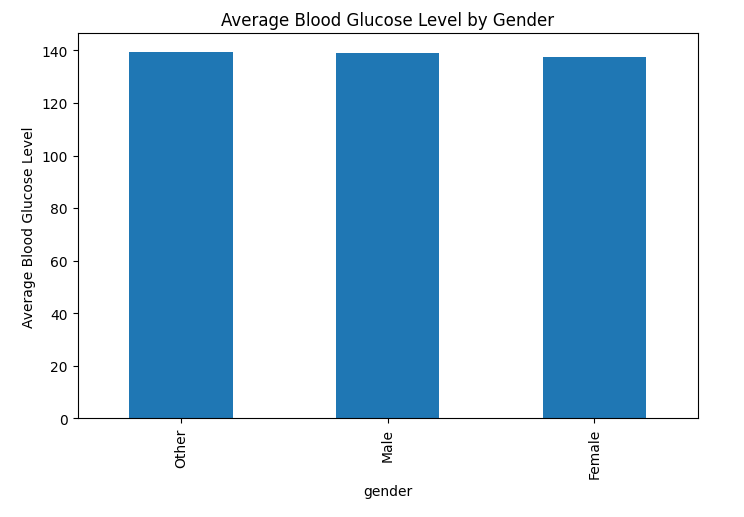 Average Blood Glucose Level by Gender
Average Blood Glucose Level
140
120
100
80
60
40
20
0
Other
Male
Female
gender